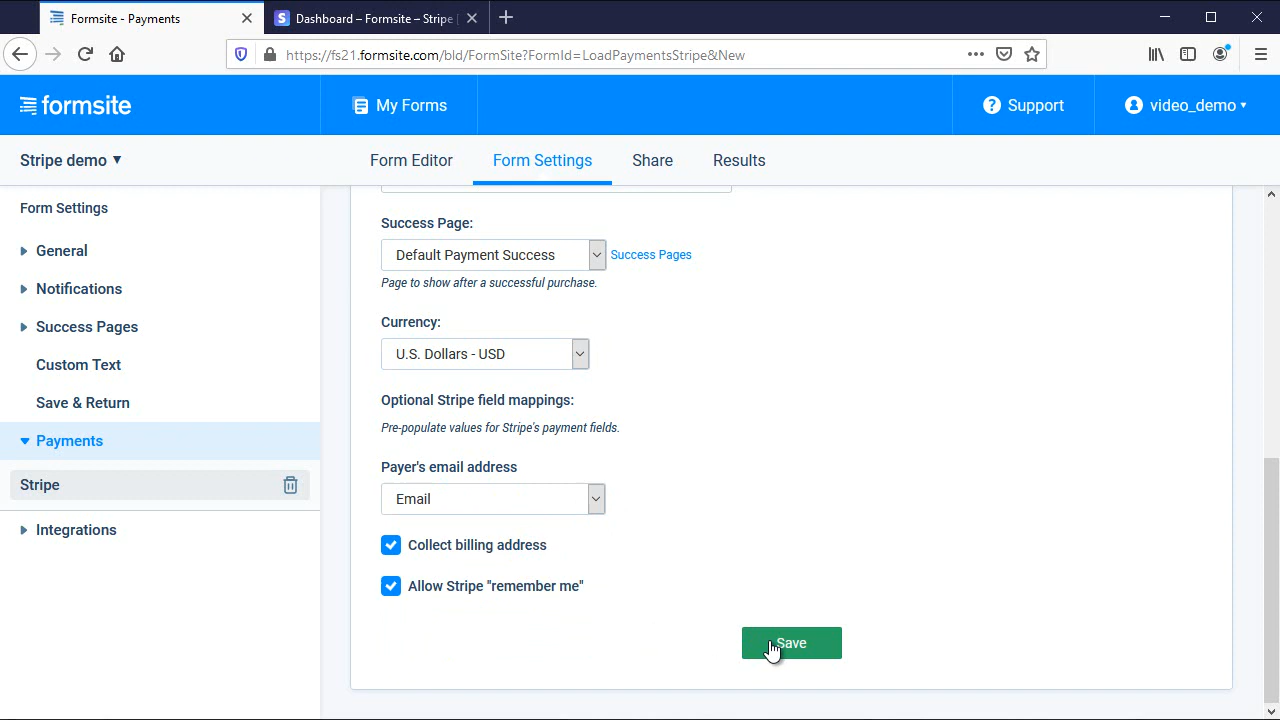 Formsite - Payments
Dashboard – Formsite – Stripe
https://fs21.formsite.com/bld/FormSite?FormId=LoadPaymentsStripe&New
formsite
My Forms
Support
video_demo
Stripe demo
Form Editor
Form Settings
Share
Results
Form Settings
General
Notifications
Success Pages
Custom Text
Save & Return
Payments
Stripe
Integrations
Success Page:
Default Payment Success
Success Pages
Page to show after a successful purchase.
Currency:
U.S. Dollars - USD
Optional Stripe field mappings:
Pre-populate values for Stripe's payment fields.
Payer's email address
Email
Collect billing address
Allow Stripe "remember me"
Save